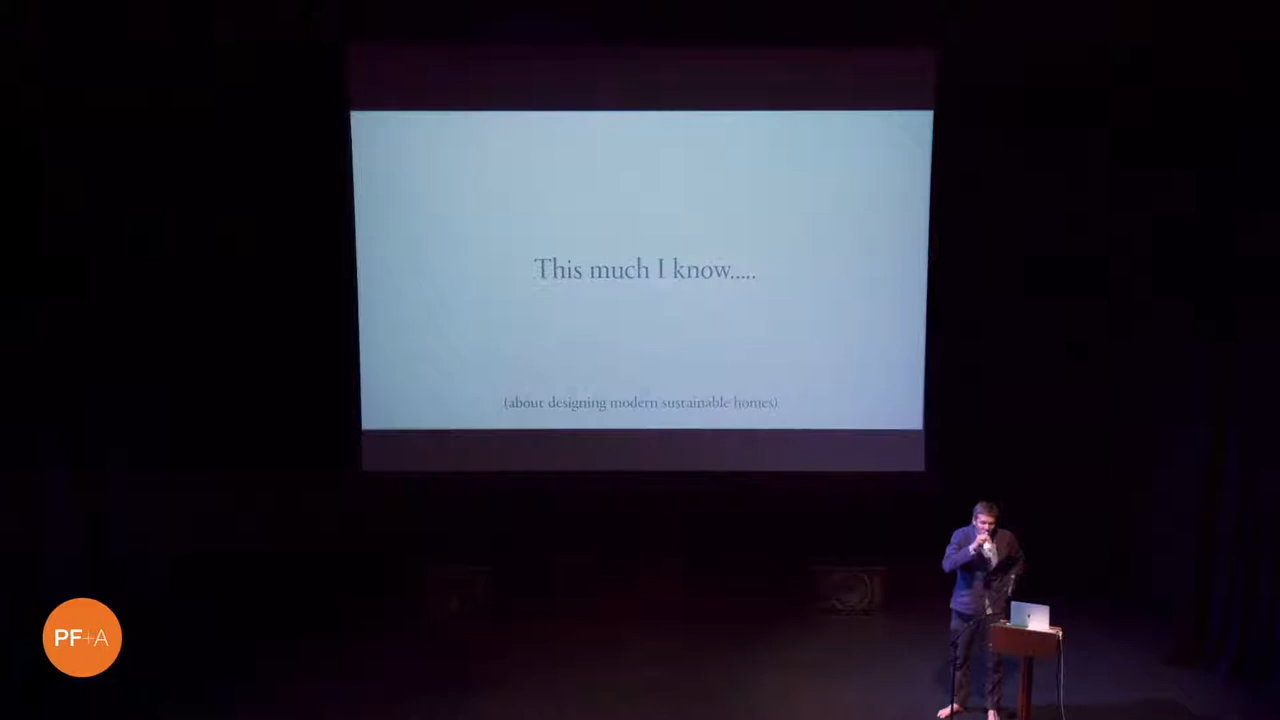 This much I know.....
(about designing modern sustainable homes)
PF+A